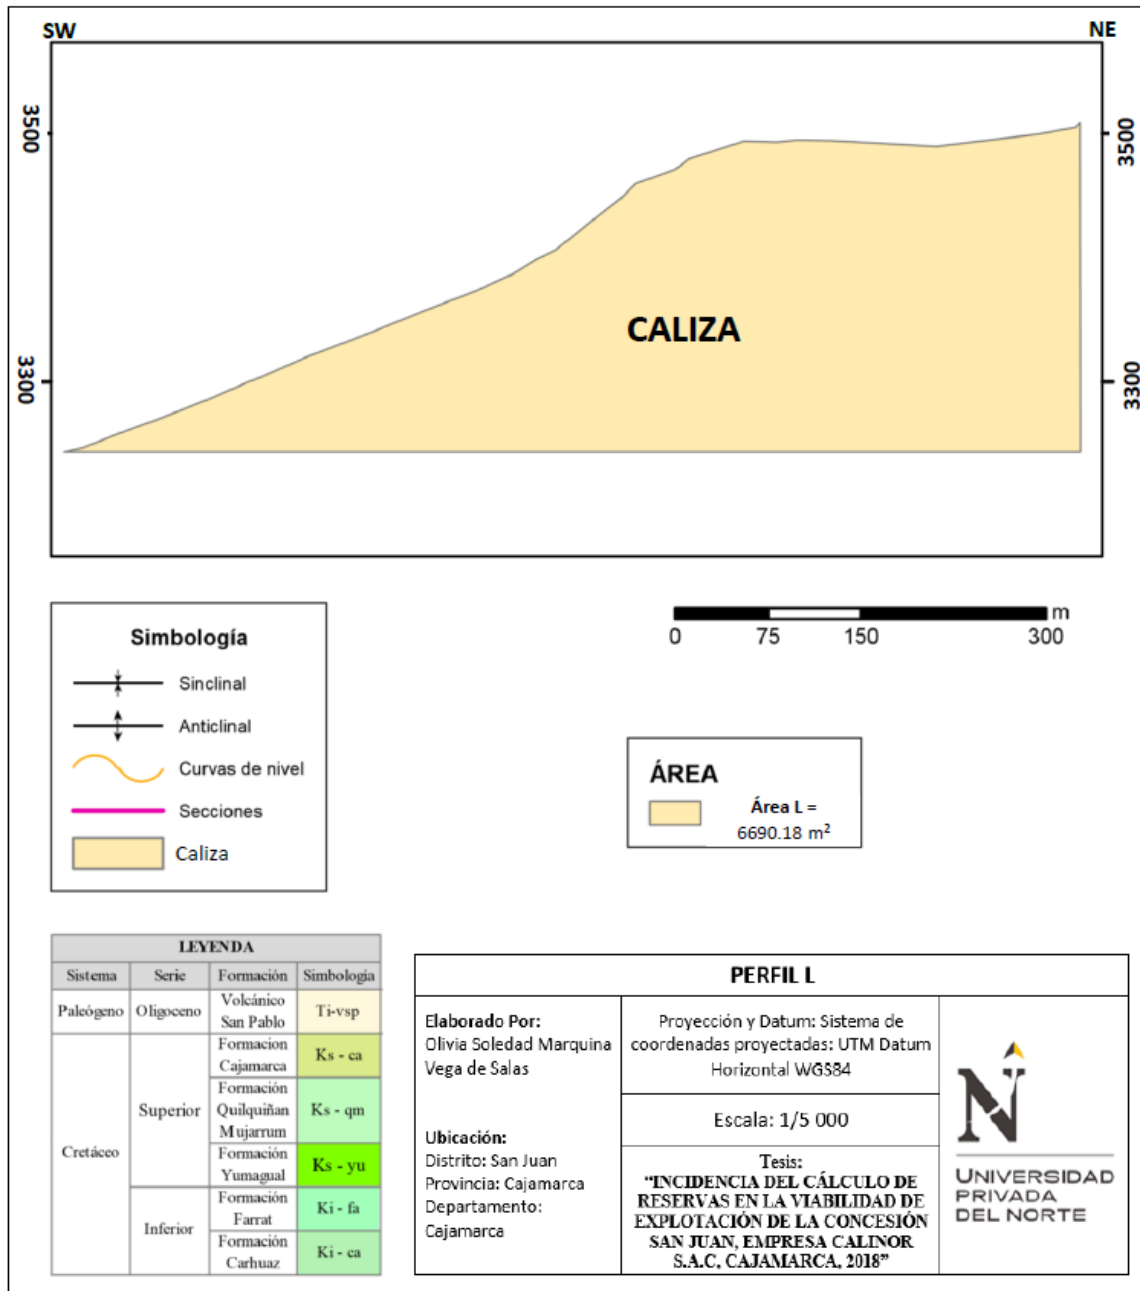 SW
NE
3500
3500
CALIZA
3300
3300
Simbología
Sinclinal
Anticlinal
Curvas de nivel
Secciones
Caliza
m
0 75 150 300
ÁREA
Área L =
6690.18 m²
LEYENDA
Sistema Serie Formación Simbología
Paleógeno Oligoceno Volcánico San Pablo Ti-vsp
Cretáceo
Superior
Formacion Cajamarca Ks - ca
Formación Quilquiñan Mujarrum Ks - qm
Formación Yumagual Ks - yu
Inferior
Formación Farrat Ki - fa
Formación Carhuaz Ki - ca
PERFIL L
Elaborado Por:
Olivia Soledad Marquina
Vega de Salas
Ubicación:
Distrito: San Juan
Provincia: Cajamarca
Departamento:
Cajamarca
Proyección y Datum: Sistema de
coordenadas proyectadas: UTM Datum
Horizontal WGS84
Escala: 1/5 000
Tesis:
“INCIDENCIA DEL CÁLCULO DE
RESERVAS EN LA VIABILIDAD DE
EXPLOTACIÓN DE LA CONCESIÓN
SAN JUAN, EMPRESA CALINOR
S.A.C, CAJAMARCA, 2018”
N
UNIVERSIDAD
PRIVADA
DEL NORTE